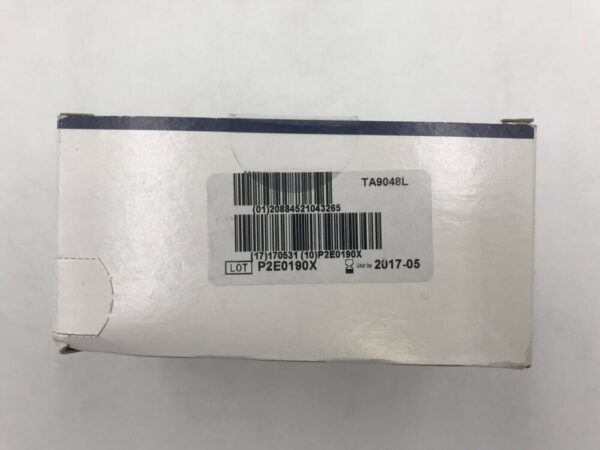 TA9048L
(01)20884521043265
(17)170531 (10)P2E0190X
LOT P2E0190X Use by 2017-05